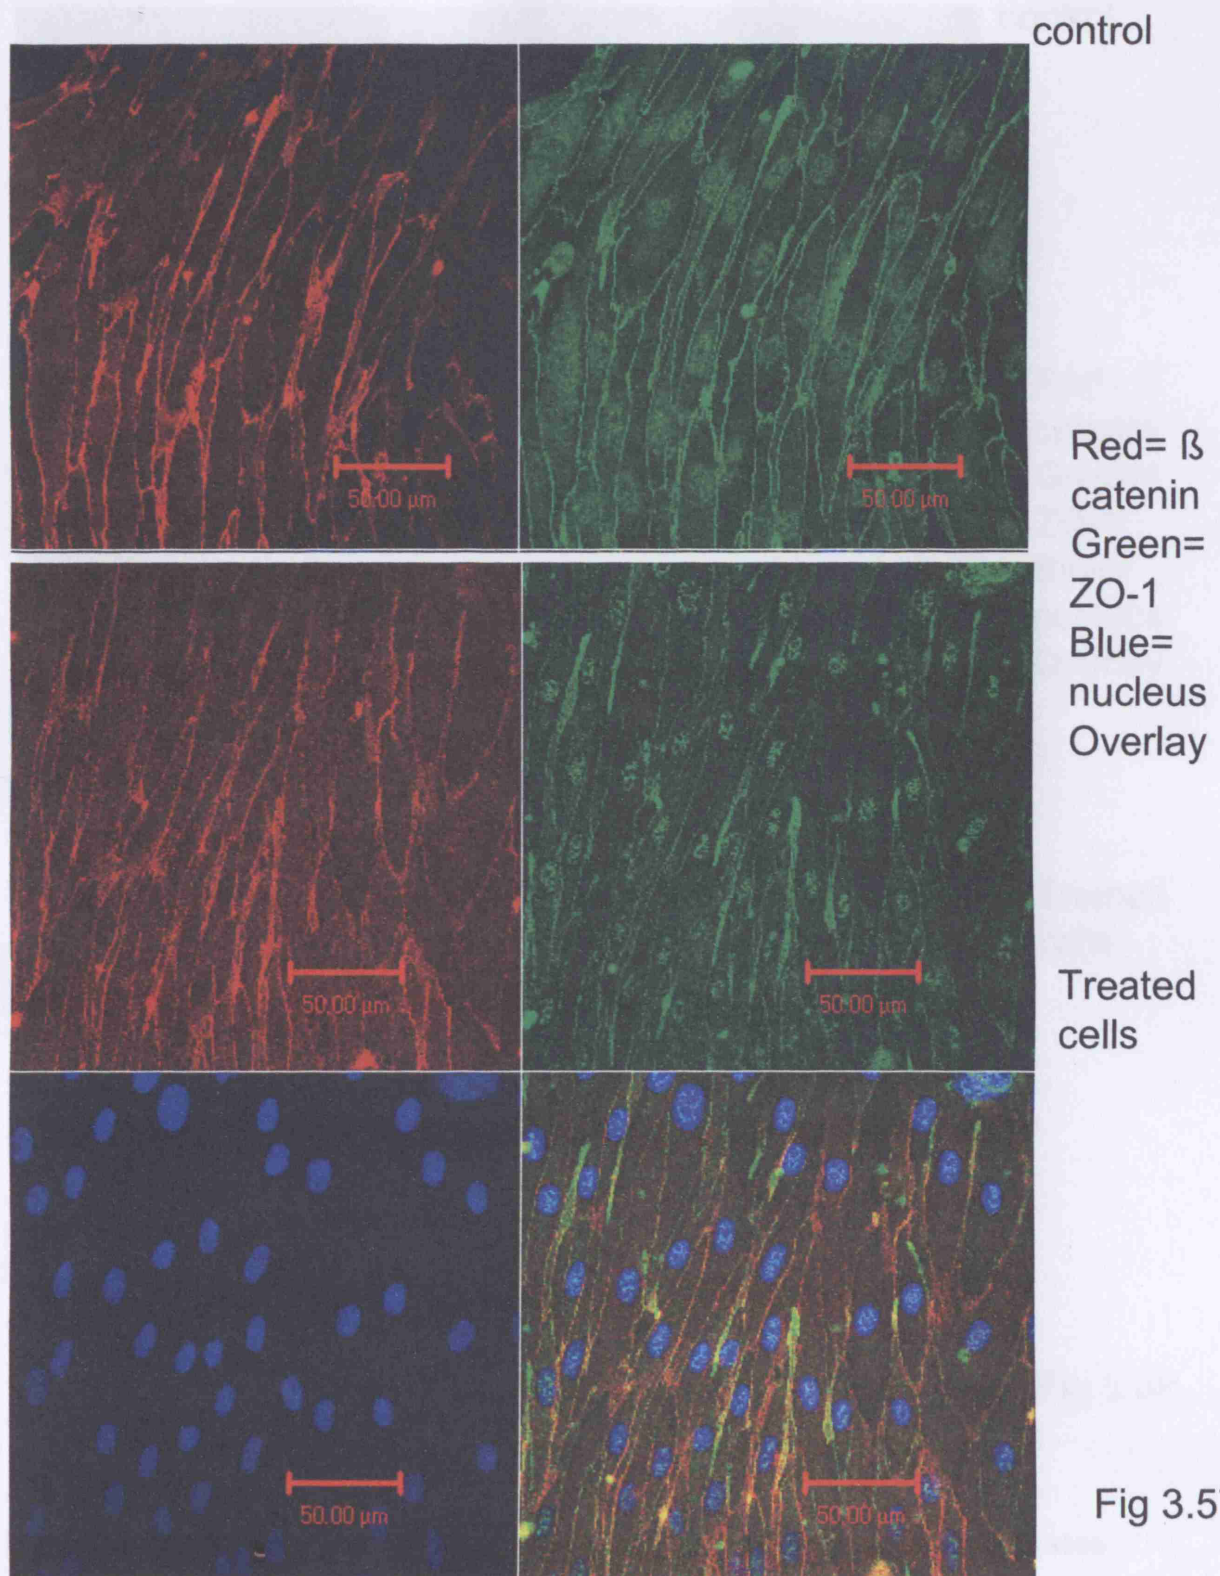 control
50.00 µm
50.00 µm
Red= ß
catenin
Green=
ZO-1
Blue=
nucleus
Overlay
50.00 µm
50.00 µm
Treated
cells
50.00 µm
50.00 µm
Fig 3.5